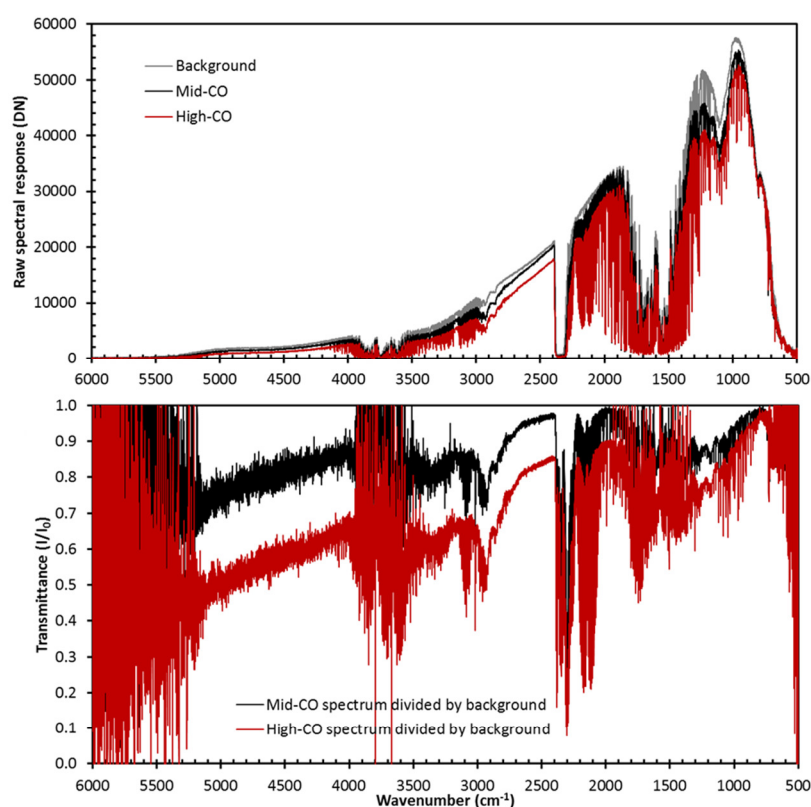 60000
50000
40000
30000
20000
10000
0
Raw spectral response (DN)
Background
Mid-CO
High-CO
6000 5500 5000 4500 4000 3500 3000 2500 2000 1500 1000 500
1.0
0.9
0.8
0.7
0.6
0.5
0.4
0.3
0.2
0.1
0.0
Transmittance (I/I₀)
Mid-CO spectrum divided by background
High-CO spectrum divided by background
6000 5500 5000 4500 4000 3500 3000 2500 2000 1500 1000 500
Wavenumber (cm⁻¹)